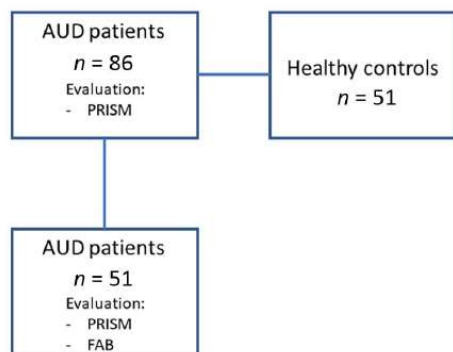 AUD patients
n = 86
Evaluation:
- PRISM
Healthy controls
n = 51
AUD patients
n = 51
Evaluation:
- PRISM
- FAB